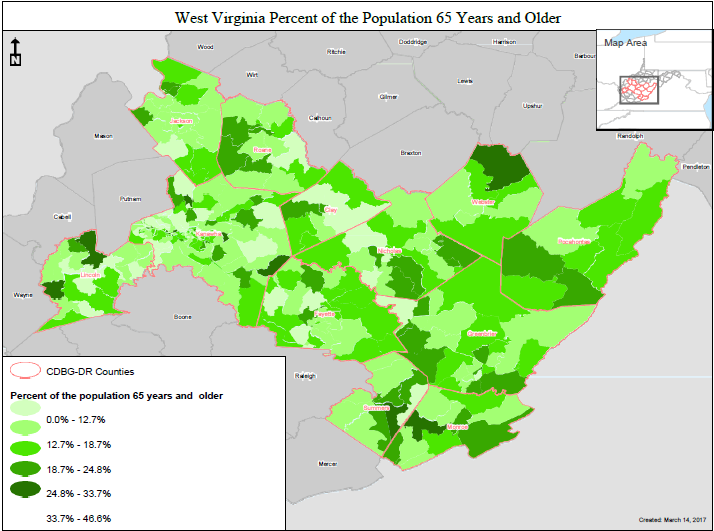 West Virginia Percent of the Population 65 Years and Older
N
Map Area
Wood
Doddridge
Harrison
Barbour
Ritchie
Wirt
Lewis
Gilmer
Upshur
Calhoun
Jackson
Mason
Randolph
Roane
Braxton
Pendleton
Putnam
Webster
Clay
Cabell
Kanawha
Pocahontas
Nicholas
Lincoln
Wayne
Boone
Fayette
Greenbrier
CDBG-DR Counties
Raleigh
Percent of the population 65 years and older
0.0% - 12.7%
12.7% - 18.7%
18.7% - 24.8%
24.8% - 33.7%
33.7% - 46.6%
Summers
Monroe
Mercer
Created: March 14, 2017